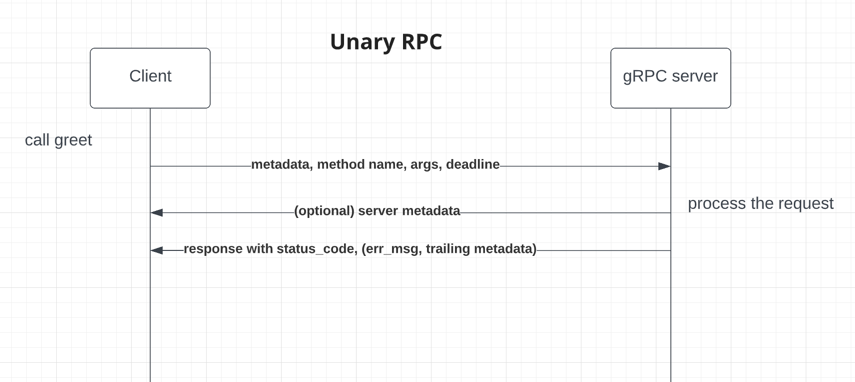 Unary RPC
Client
gRPC server
call greet
metadata, method name, args, deadline
(optional) server metadata
process the request
response with status_code, (err_msg, trailing metadata)